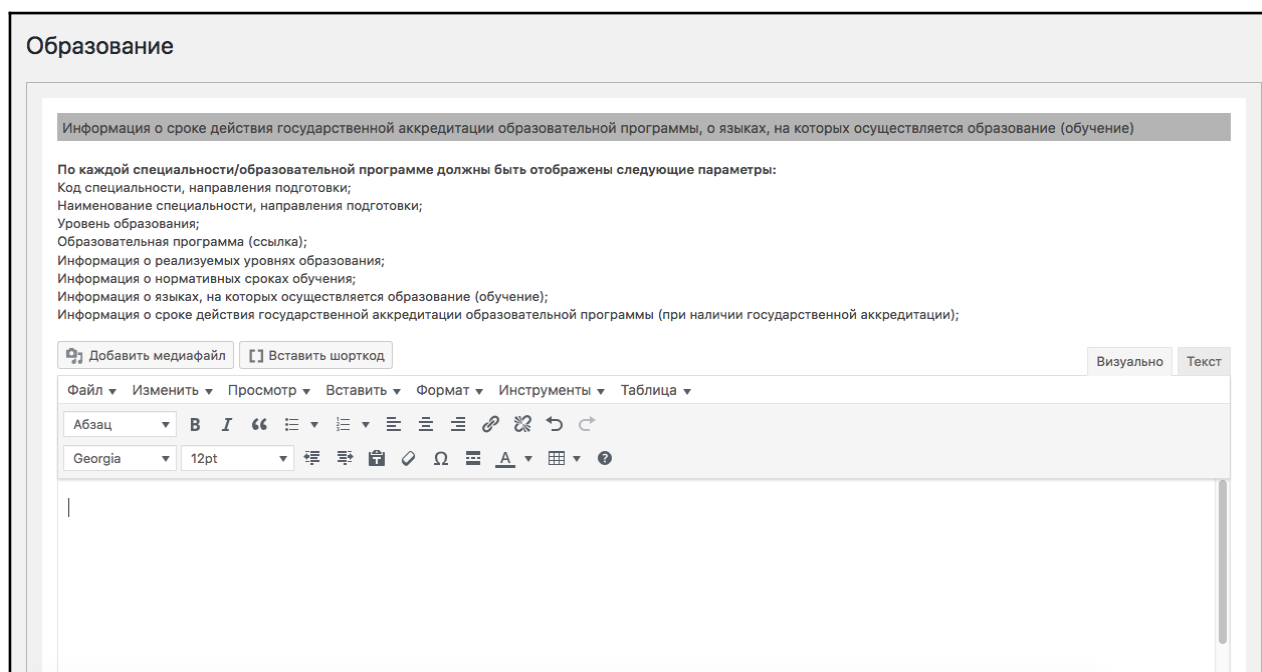 Образование
Информация о сроке действия государственной аккредитации образовательной программы, о языках, на которых осуществляется образование (обучение)
По каждой специальности/образовательной программе должны быть отображены следующие параметры:
Код специальности, направления подготовки;
Наименование специальности, направления подготовки;
Уровень образования;
Образовательная программа (ссылка);
Информация о реализуемых уровнях образования;
Информация о нормативных сроках обучения;
Информация о языках, на которых осуществляется образование (обучение);
Информация о сроке действия государственной аккредитации образовательной программы (при наличии государственной аккредитации);
Добавить медиафайл [] Вставить шорткод
Визуально Текст
Файл Изменить Просмотр Вставить Формат Инструменты Таблица
Абзац B I
Georgia 12pt Ω A